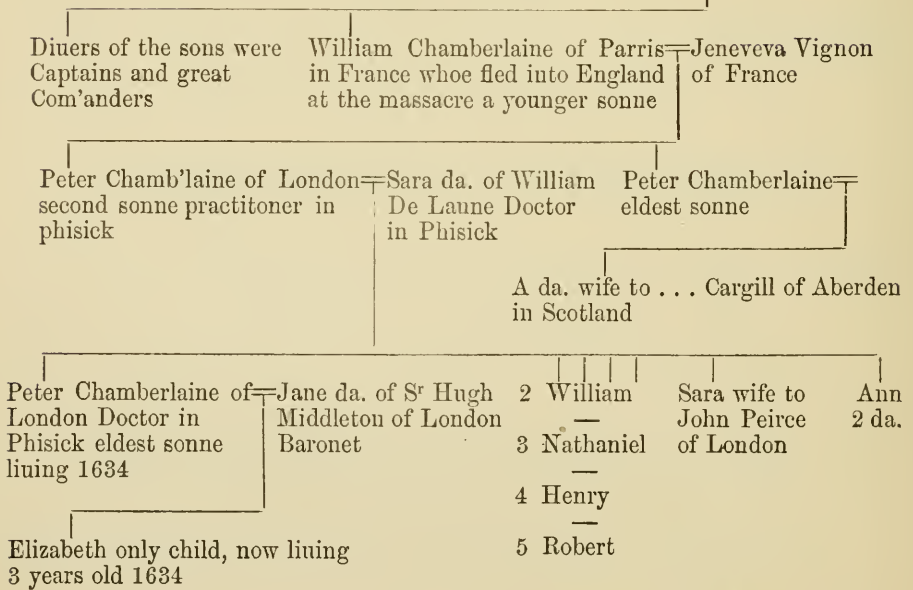 Diuers of the sons were
Captains and great
Com'anders
William Chamberlaine of Parris
in France whoe fled into England
at the massacre a younger sonne
Jeneveva Vignon
of France
Peter Chamb'laine of London
second sonne practitoner in
phisick
Sara da. of William
De Laune Doctor
in Phisick
Peter Chamberlaine
eldest sonne
A da. wife to . . . Cargill of Aberden
in Scotland
Peter Chamberlaine of
London Doctor in
Phisick eldest sonne
liuing 1634
Jane da. of Sr Hugh
Middleton of London
Baronet
2 William
3 Nathaniel
4 Henry
5 Robert
Sara wife to
John Peirce
of London
Ann
2 da.
Elizabeth only child, now liuing
3 years old 1634